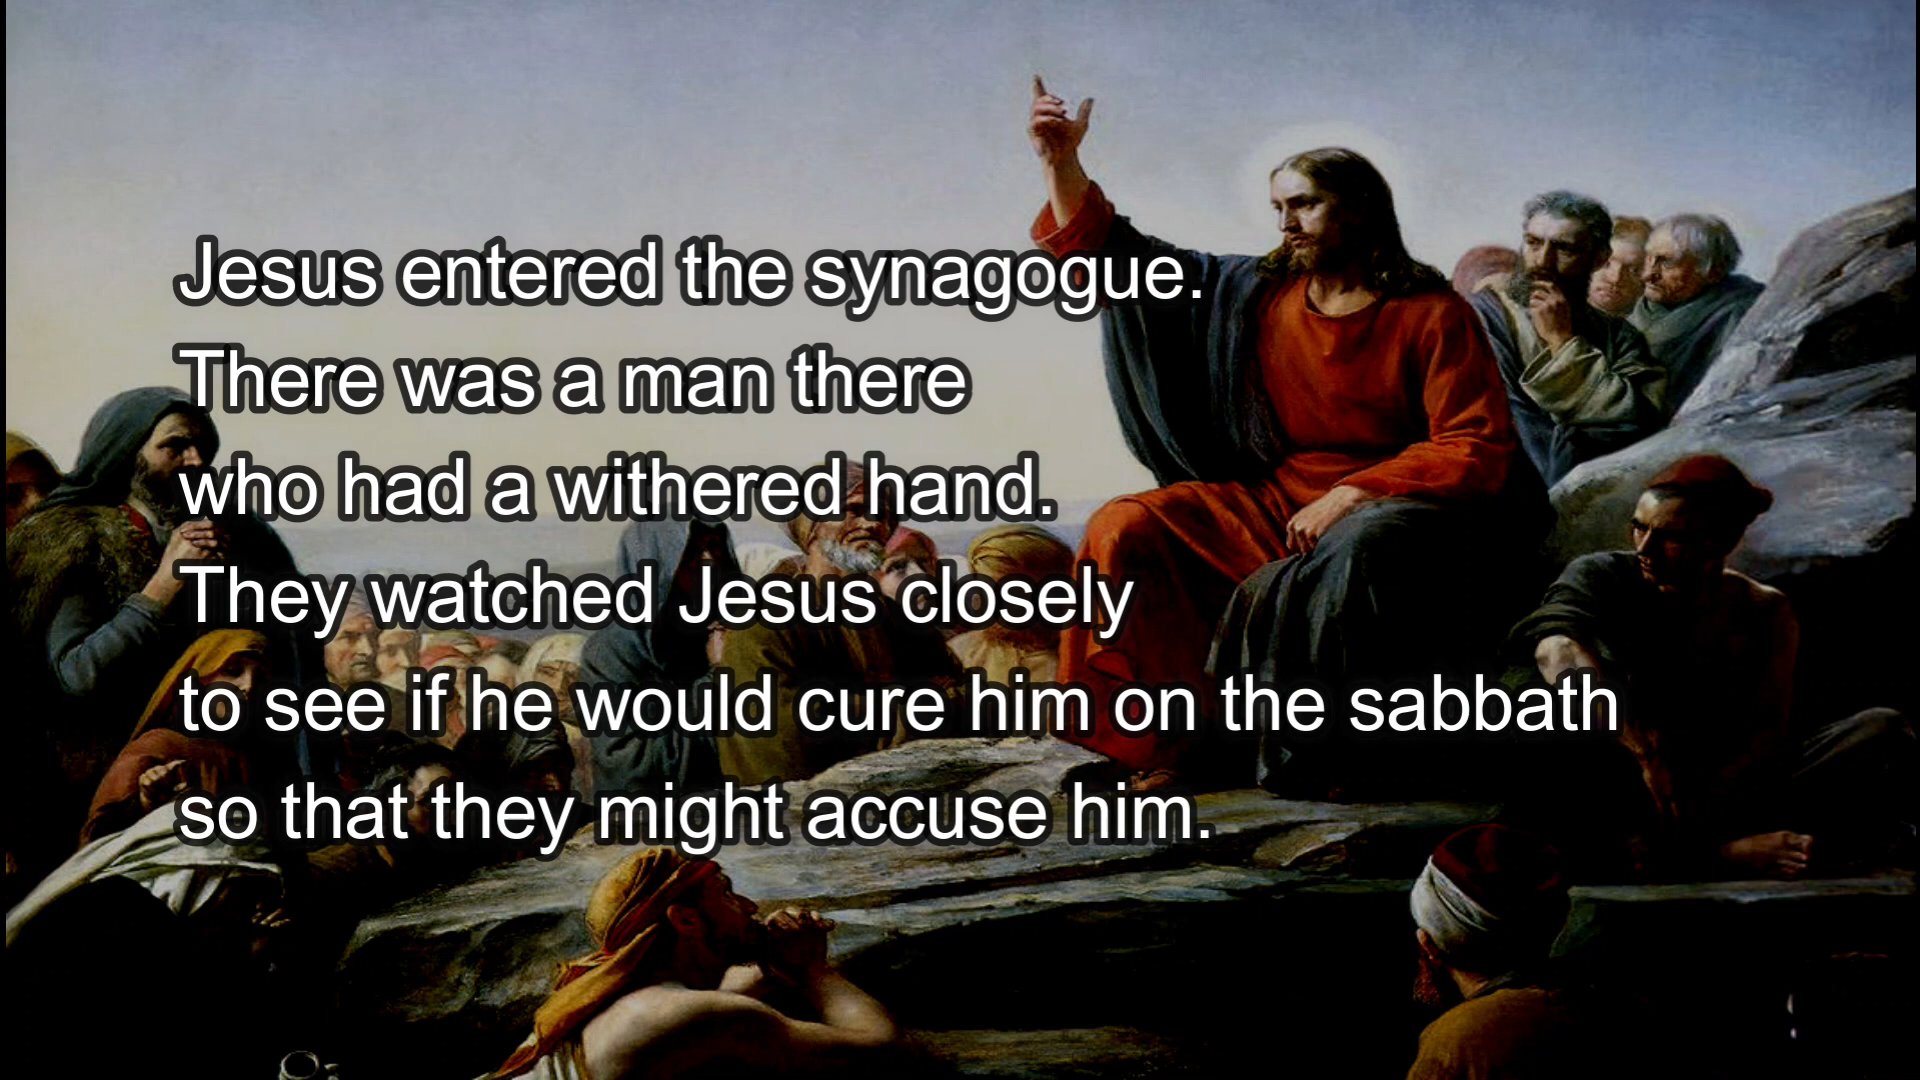 Jesus entered the synagogue.
There was a man there
who had a withered hand.
They watched Jesus closely
to see if he would cure him on the sabbath
so that they might accuse him.